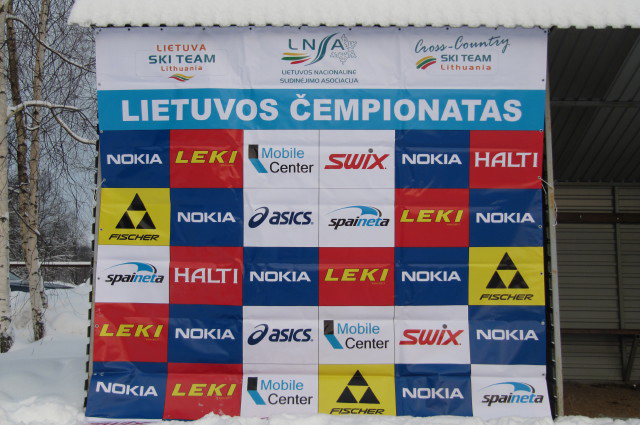 LIETUVA
SKI TEAM
Lithuania
LNSA
LIETUVOS NACIONALINĖ
SLIDINĖJIMO ASOCIACIJA
Cross-Country
SKI TEAM
Lithuania
LIETUVOS ČEMPIONATAS
NOKIA LEKI Mobile Center SWIX NOKIA HALTI
FISCHER NOKIA asics spaineta LEKI NOKIA
spaineta HALTI NOKIA LEKI NOKIA FISCHER
LEKI NOKIA asics Mobile Center SWIX NOKIA
NOKIA LEKI Mobile Center FISCHER NOKIA spaineta